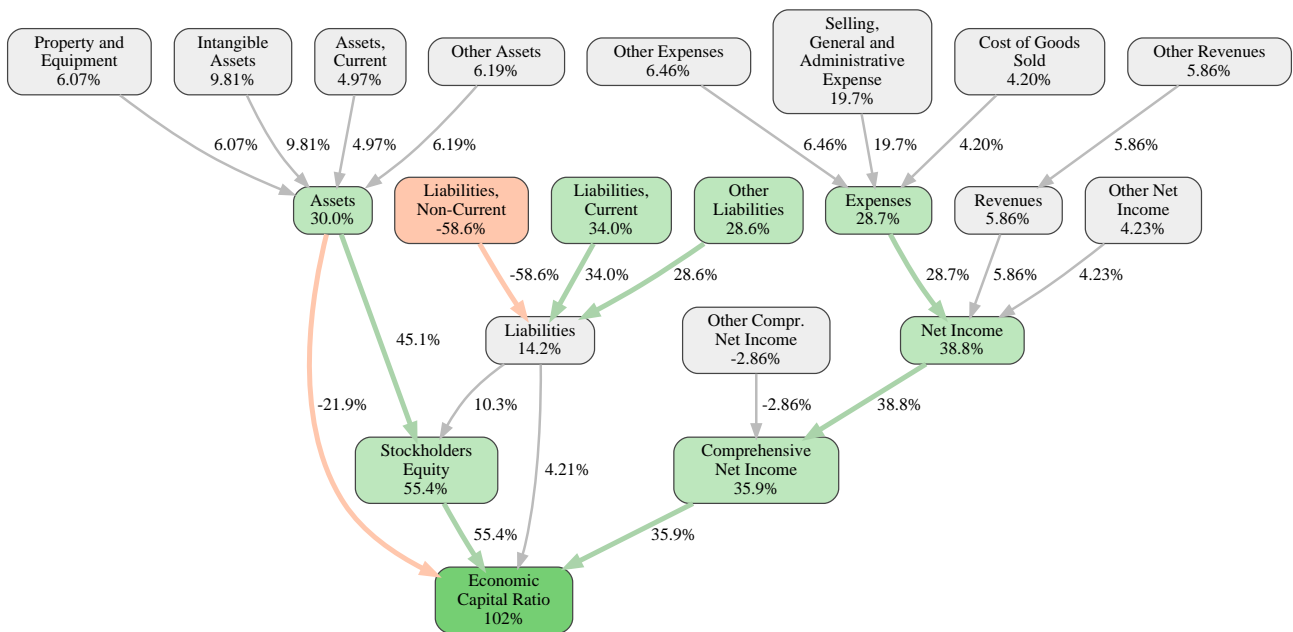 Property and
Equipment
6.07%
Intangible
Assets
9.81%
Assets,
Current
4.97%
Other Assets
6.19%
Other Expenses
6.46%
Selling,
General and
Administrative
Expense
19.7%
Cost of Goods
Sold
4.20%
Other Revenues
5.86%
6.07%
9.81%
4.97%
6.19%
6.46%
19.7%
4.20%
5.86%
Assets
30.0%
Liabilities,
Non-Current
-58.6%
Liabilities,
Current
34.0%
Other
Liabilities
28.6%
Expenses
28.7%
Revenues
5.86%
Other Net
Income
4.23%
-58.6%
34.0%
28.6%
28.7%
5.86%
4.23%
45.1%
Liabilities
14.2%
Other Compr.
Net Income
-2.86%
Net Income
38.8%
-21.9%
10.3%
-2.86%
38.8%
Stockholders
Equity
55.4%
4.21%
Comprehensive
Net Income
35.9%
55.4%
35.9%
Economic
Capital Ratio
102%